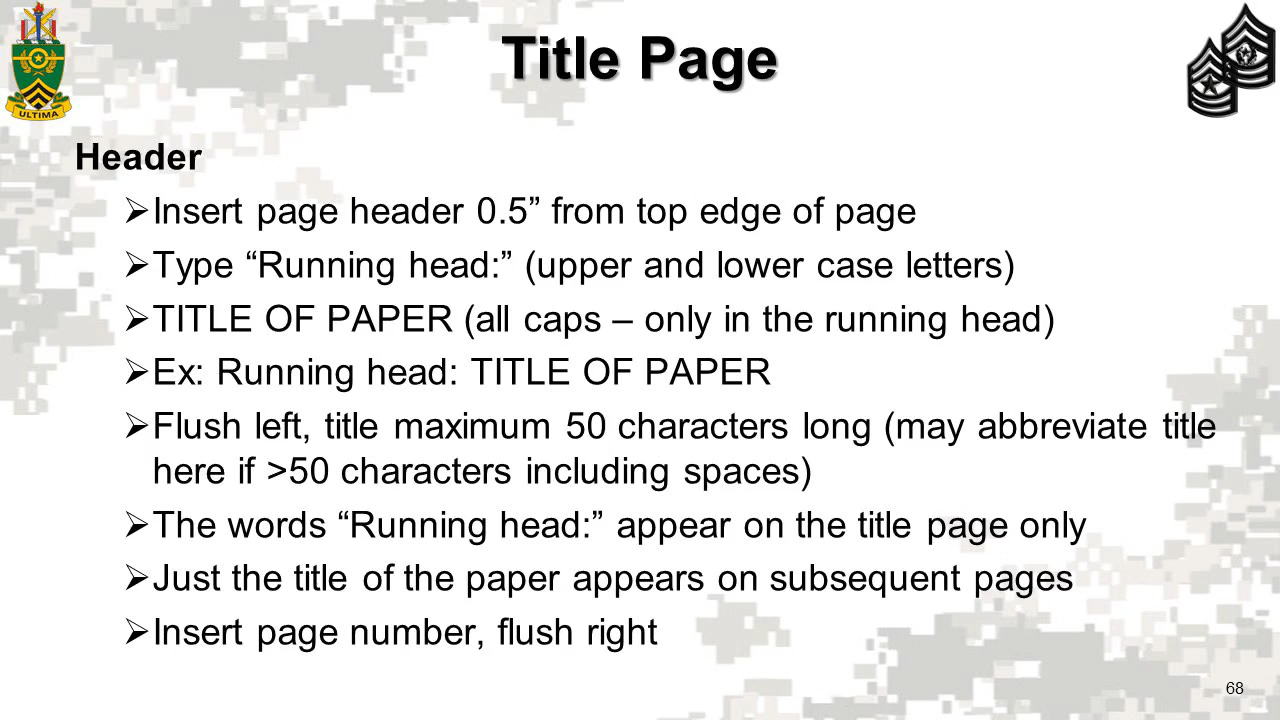 Title Page
ULTIMA
Header
➢Insert page header 0.5” from top edge of page
➢Type “Running head:” (upper and lower case letters)
➢TITLE OF PAPER (all caps – only in the running head)
➢Ex: Running head: TITLE OF PAPER
➢Flush left, title maximum 50 characters long (may abbreviate title
here if >50 characters including spaces)
➢The words “Running head:” appear on the title page only
➢Just the title of the paper appears on subsequent pages
➢Insert page number, flush right
68